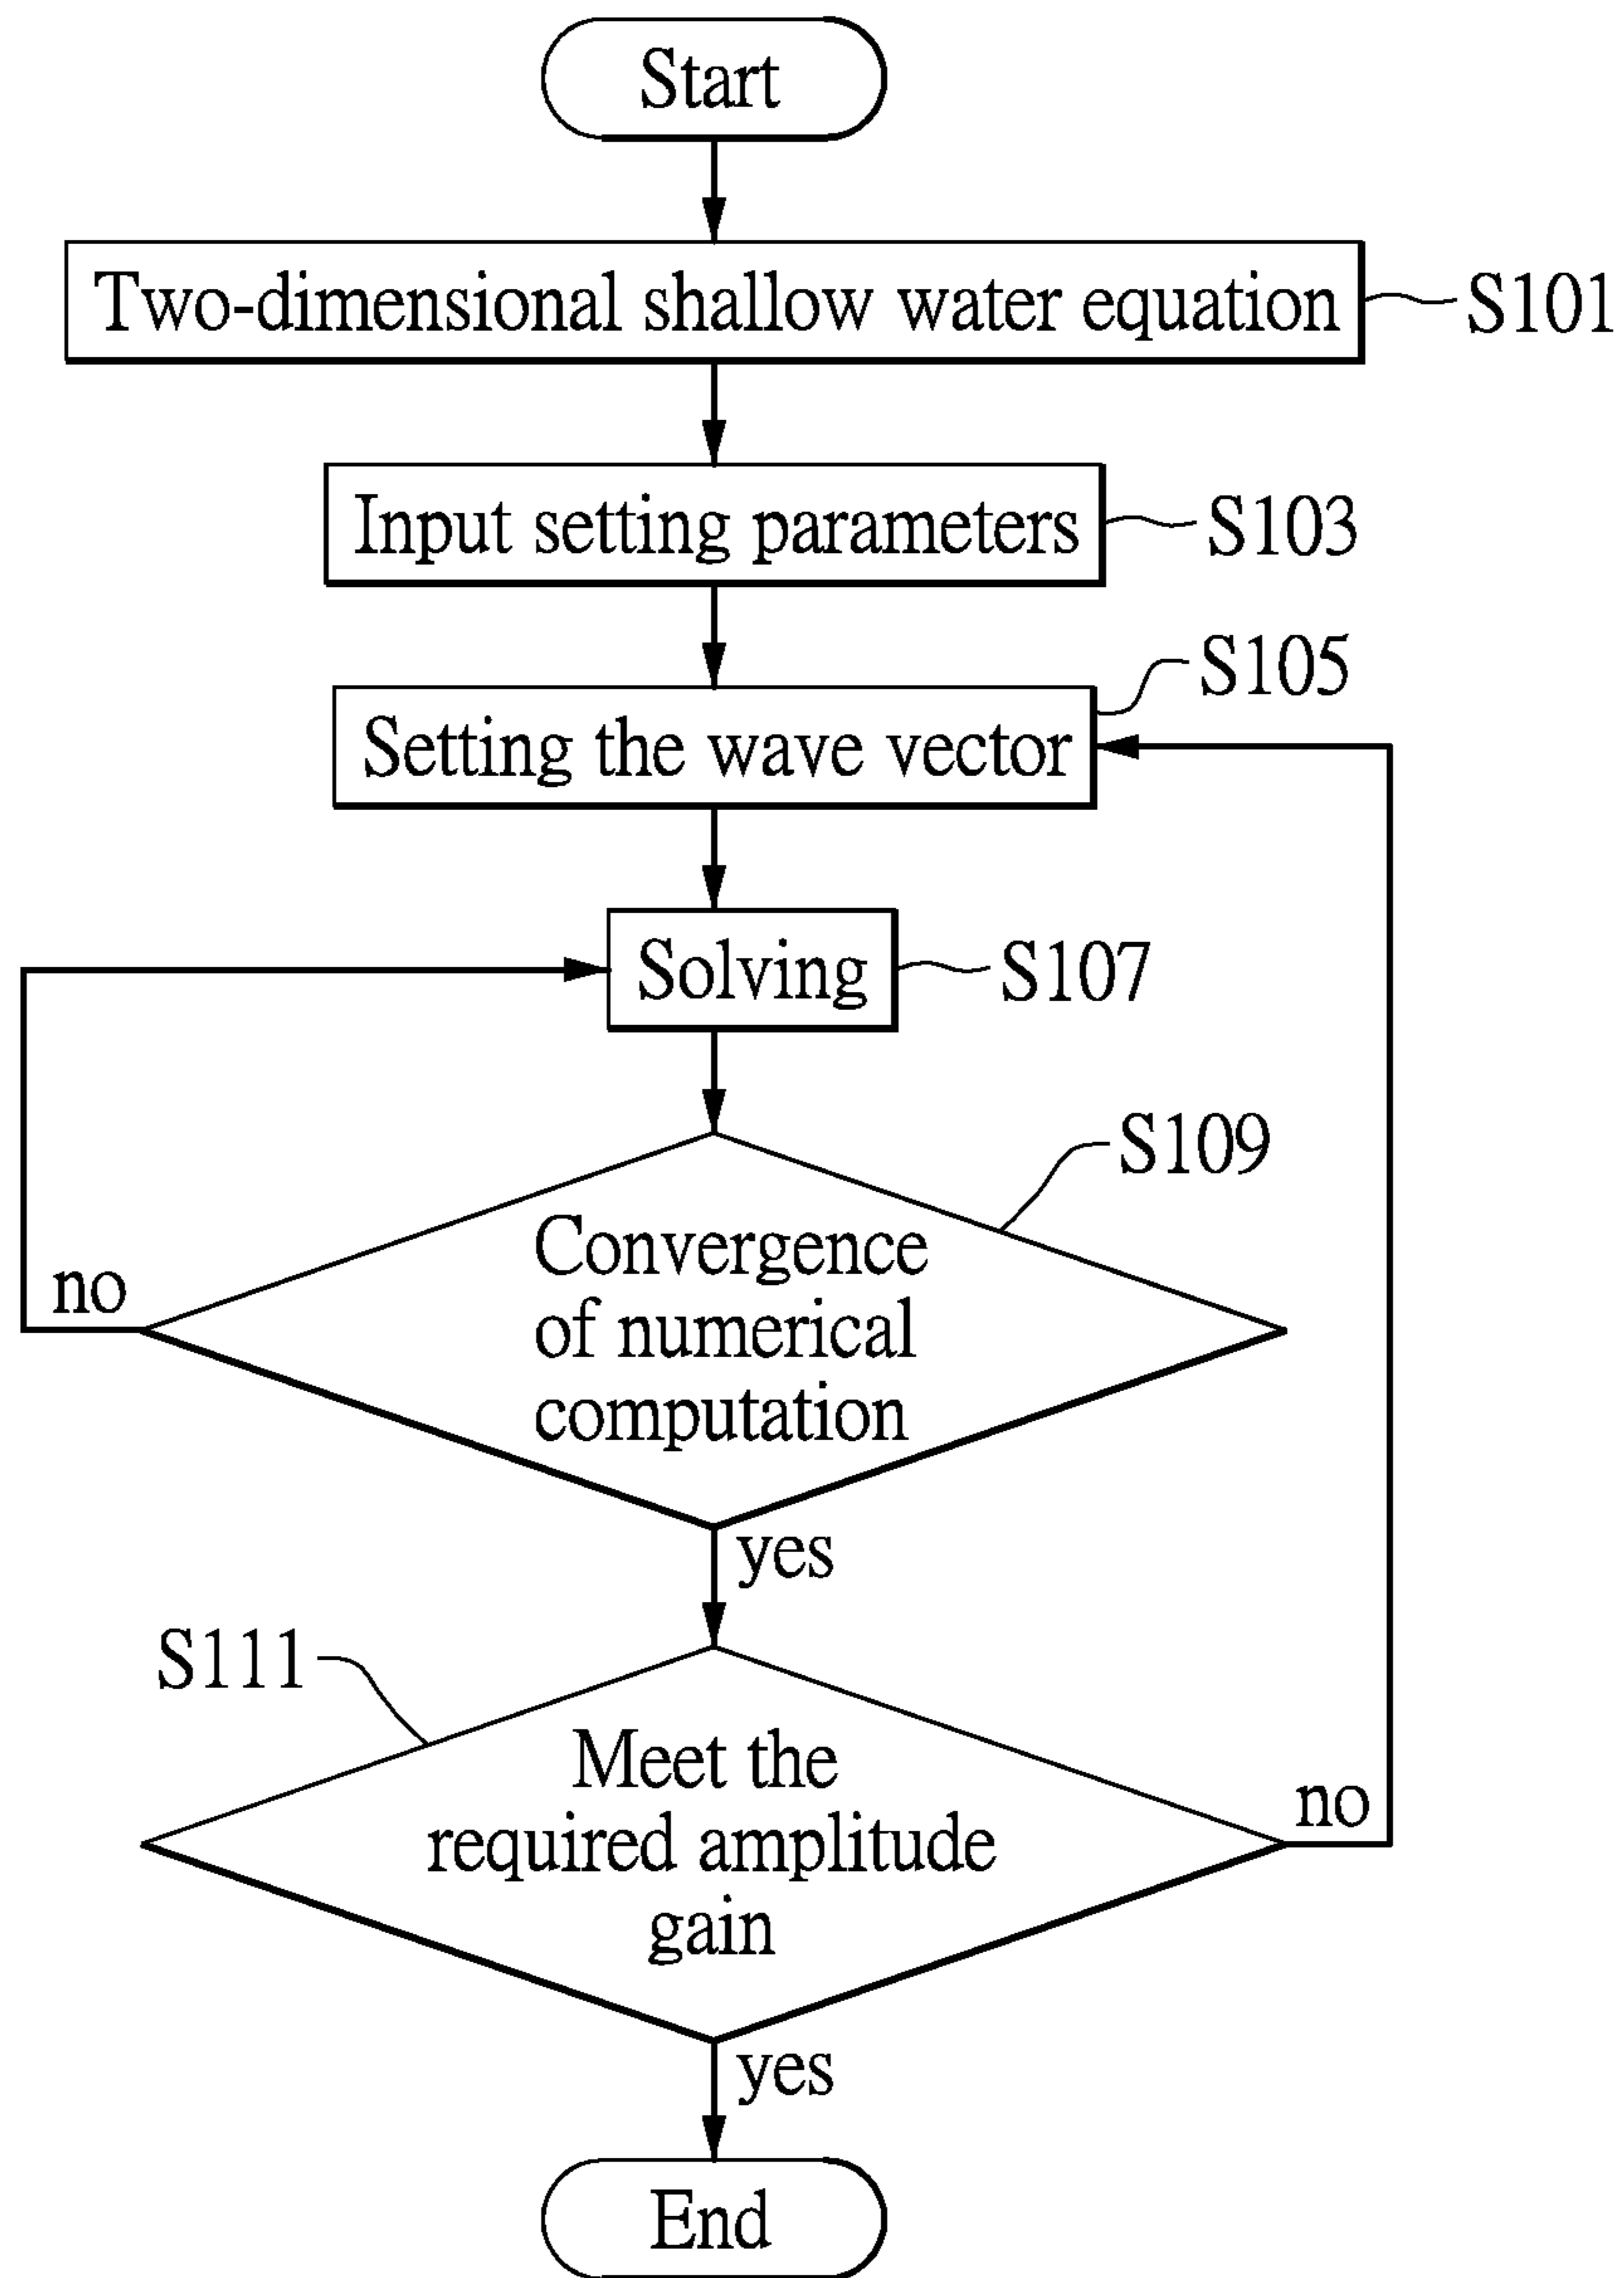 Start
Two-dimensional shallow water equation
S101
Input setting parameters
S103
S105
Setting the wave vector
Solving
S107
S109
Convergence
of numerical
computation
no
yes
S111
Meet the
required amplitude
gain
no
yes
End